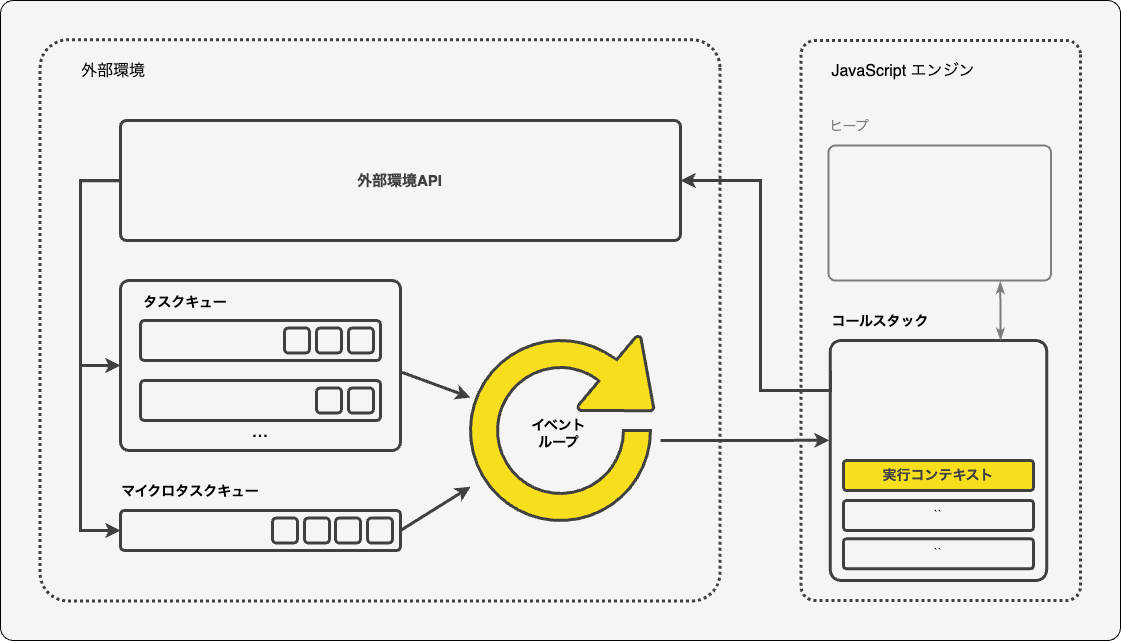 外部環境
外部環境API
タスクキュー
...
マイクロタスクキュー
イベント
ループ
JavaScript エンジン
ヒープ
コールスタック
実行コンテキスト
``
``